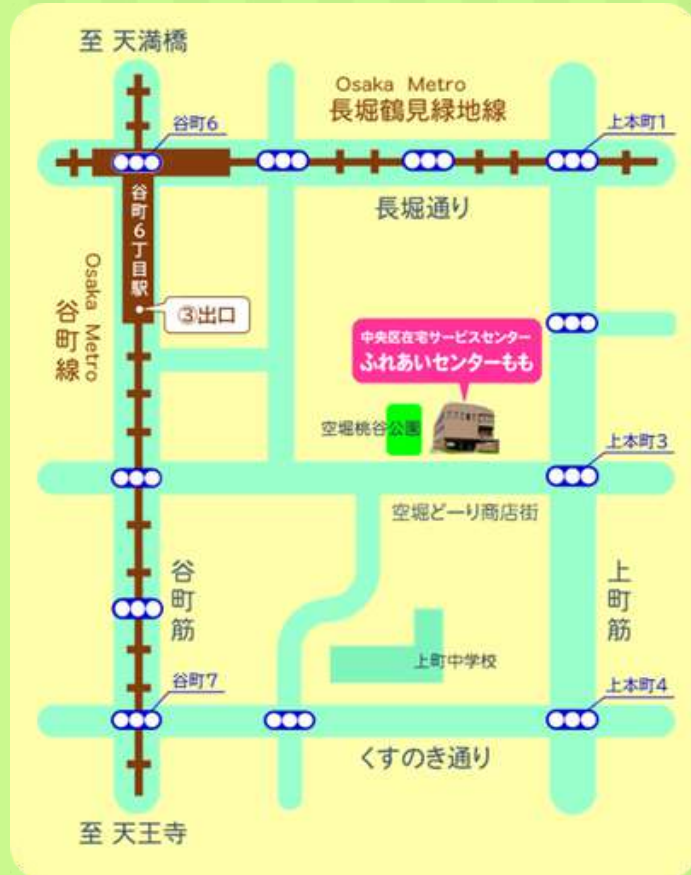 至 天満橋
Osaka Metro
長堀鶴見緑地線
谷町6
上本町1
長堀通り
谷町6丁目駅
Osaka Metro
谷町線
③出口
中央区在宅サービスセンター
ふれあいセンターもも
空堀桃谷公園
上本町3
空堀どーり商店街
谷町筋
上町筋
上町中学校
谷町7
上本町4
くすのき通り
至 天王寺